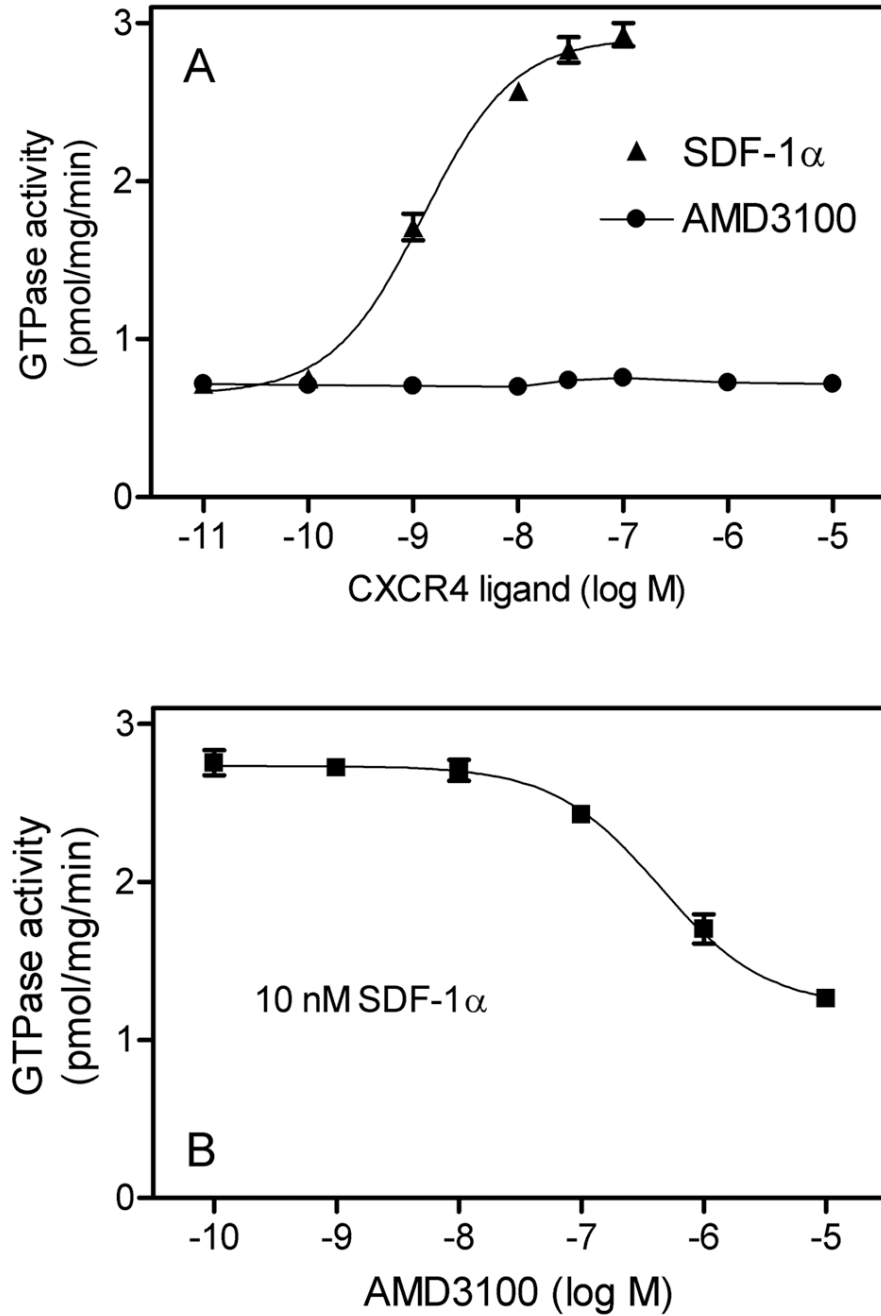 A
GTPase activity
(pmol/mg/min)
3
2
1
0
SDF-1α
AMD3100
-11 -10 -9 -8 -7 -6 -5
CXCR4 ligand (log M)
GTPase activity
(pmol/mg/min)
3
2
1
0
10 nM SDF-1α
B
-10 -9 -8 -7 -6 -5
AMD3100 (log M)